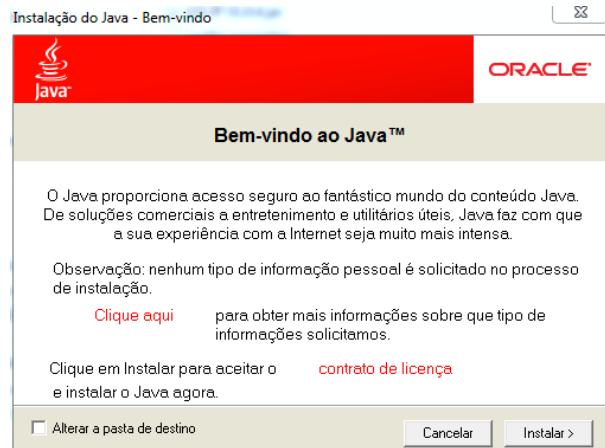 Instalação do Java - Bem-vindo
Java™
ORACLE®
Bem-vindo ao Java™
O Java proporciona acesso seguro ao fantástico mundo do conteúdo Java.
De soluções comerciais a entretenimento e utilitários úteis, Java faz com que
a sua experiência com a Internet seja muito mais intensa.
Observação: nenhum tipo de informação pessoal é solicitado no processo
de instalação.
Clique aqui para obter mais informações sobre que tipo de
informações solicitamos.
Clique em Instalar para aceitar o contrato de licença
e instalar o Java agora.
Alterar a pasta de destino
Cancelar
Instalar >